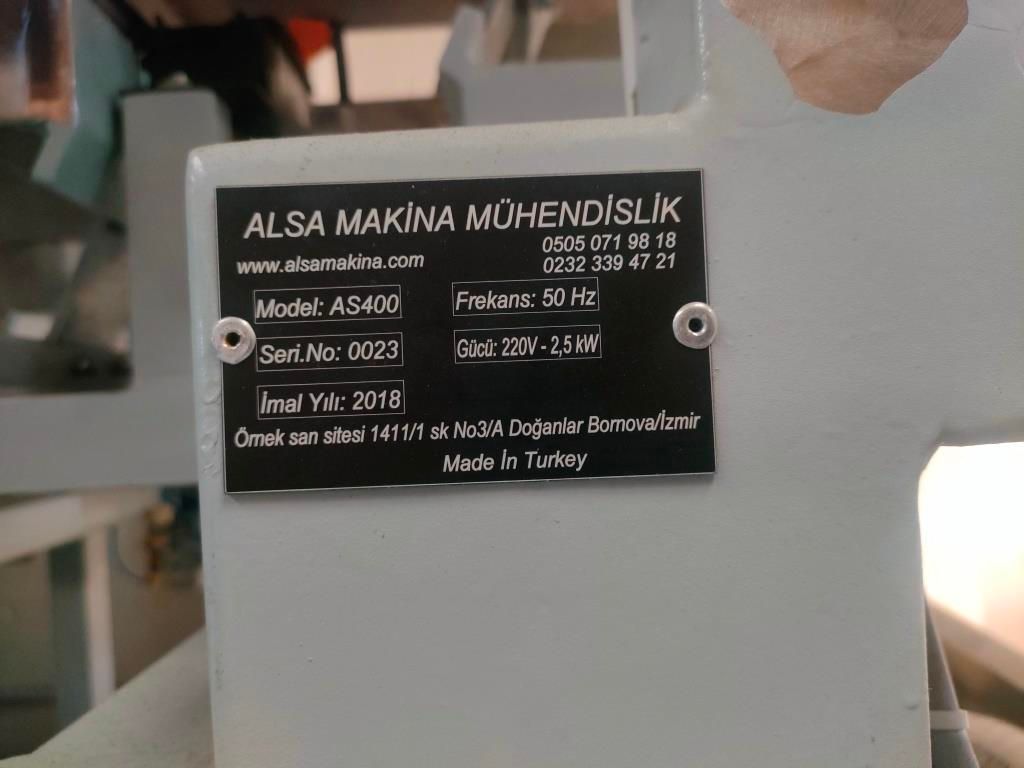 ALSA MAKİNA MÜHENDİSLİK
0505 071 98 18
www.alsamakina.com
0232 339 47 21
Model: AS400
Frekans: 50 Hz
Seri.No: 0023
Gücü: 220V - 2,5 kW
İmal Yılı: 2018
Örnek san sitesi 1411/1 sk No3/A Doğanlar Bornova/İzmir
Made İn Turkey